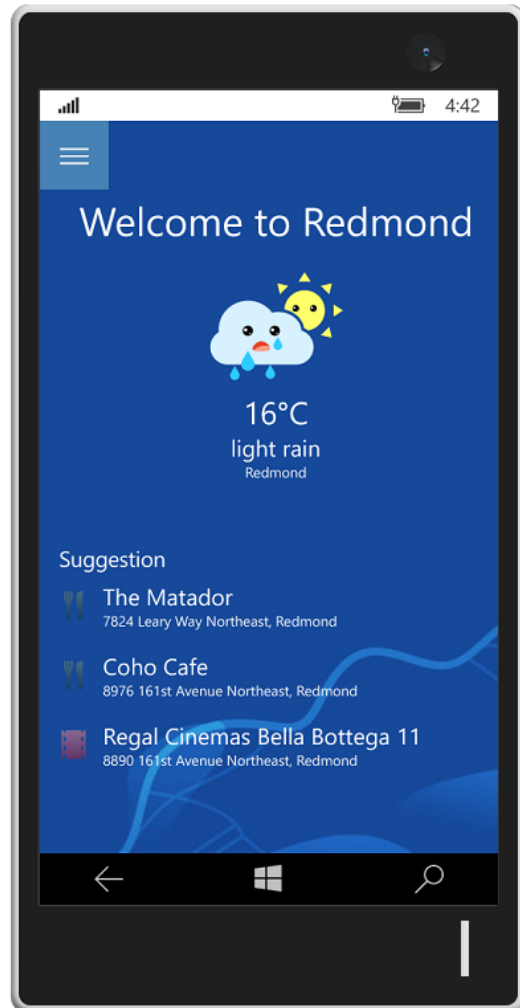 4:42
Welcome to Redmond
16°C
light rain
Redmond
Suggestion
The Matador
7824 Leary Way Northeast, Redmond
Coho Cafe
8976 161st Avenue Northeast, Redmond
Regal Cinemas Bella Bottega 11
8890 161st Avenue Northeast, Redmond